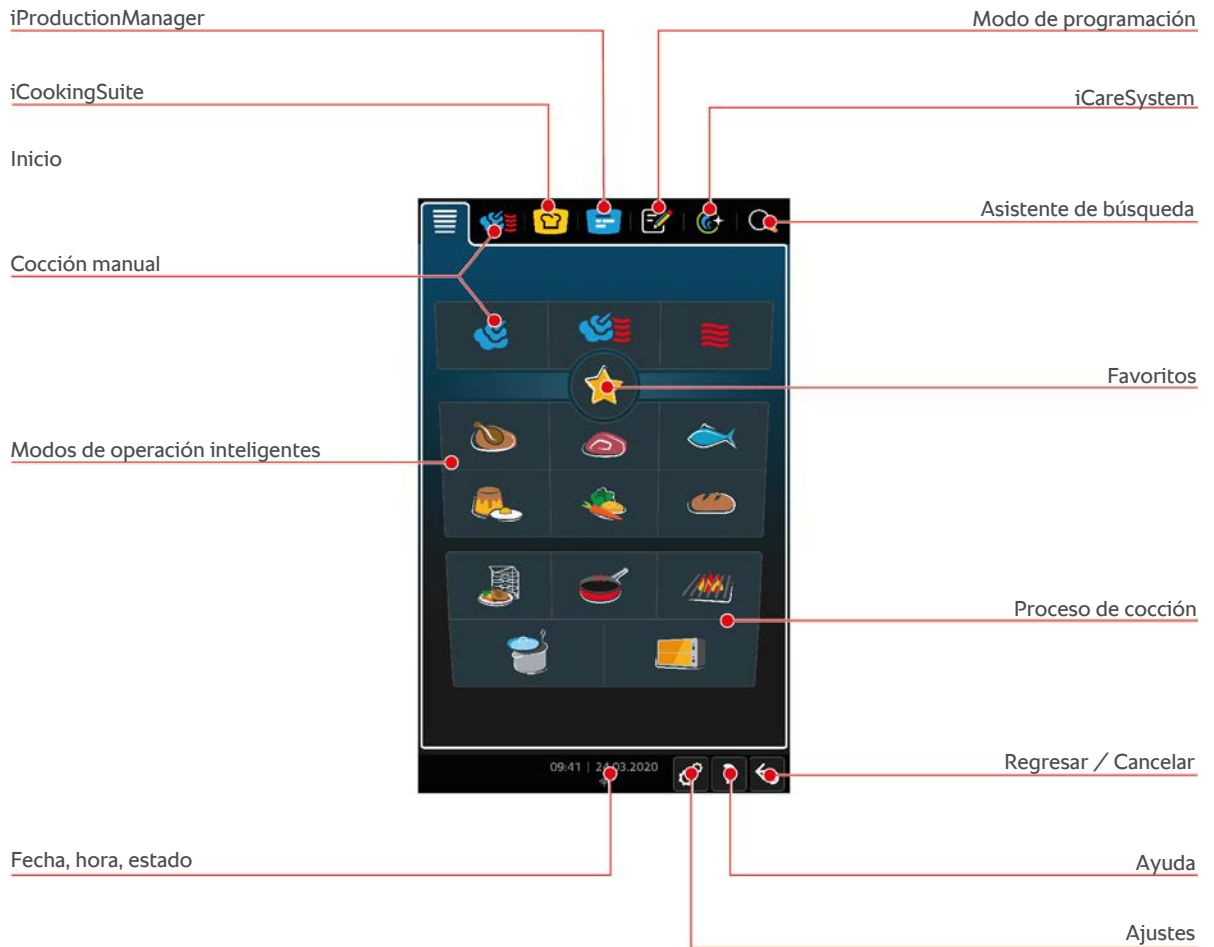 iProductionManager
Modo de programación
iCookingSuite
iCareSystem
Inicio
Asistente de búsqueda
Cocción manual
Favoritos
Modos de operación inteligentes
Proceso de cocción
09:41 | 24.03.2020
Regresar / Cancelar
Fecha, hora, estado
Ayuda
Ajustes